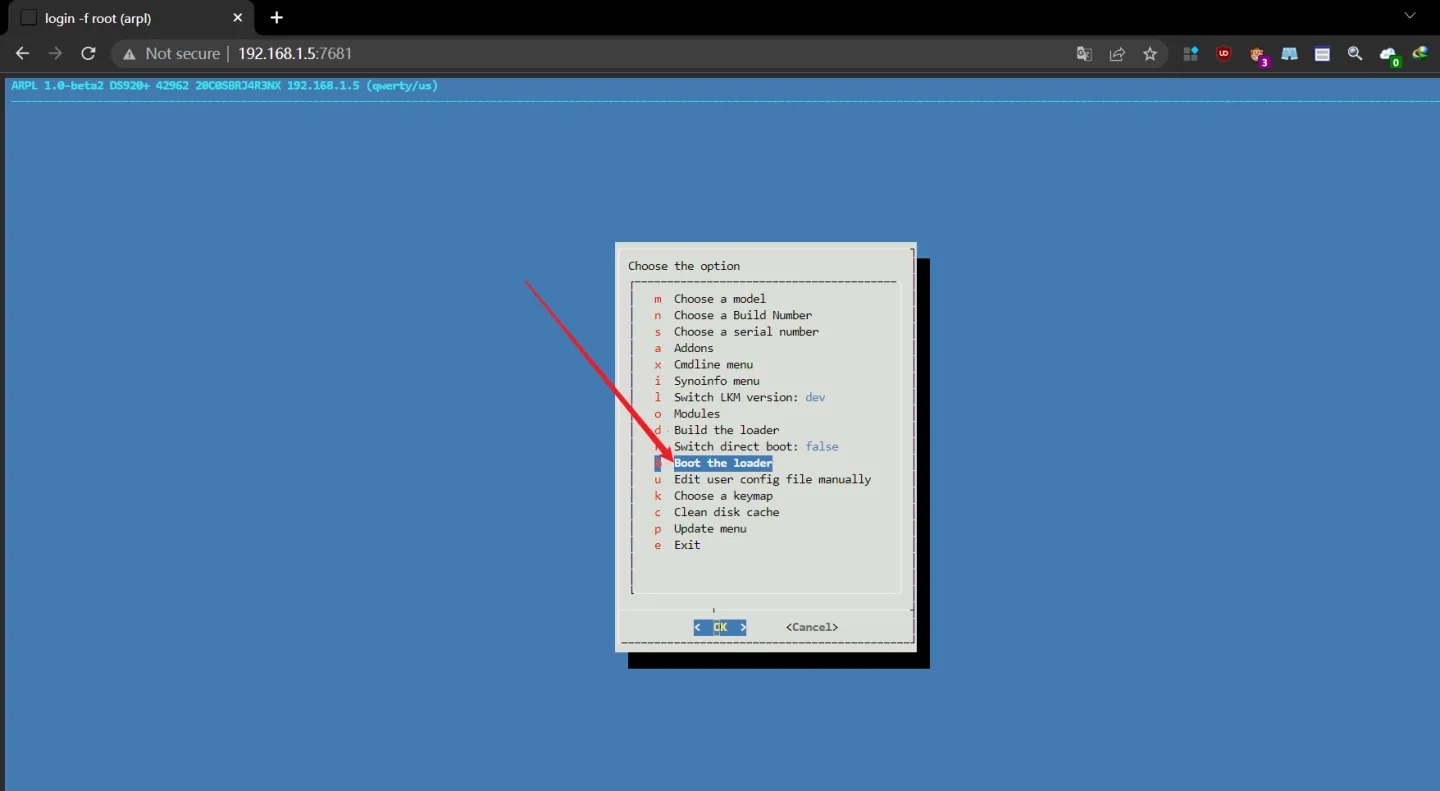 login -f root (arpl)
Not secure | 192.168.1.5:7681
UD
3
0
ARPL 1.0-beta2 DS920+ 42962 20C0SBRJ4R3NX 192.168.1.5 (qwerty/us)
Choose the option
m Choose a model
n Choose a Build Number
s Choose a serial number
a Addons
x Cmdline menu
i Synoinfo menu
l Switch LKM version: dev
o Modules
d Build the loader
Switch direct boot: false
Boot the loader
u Edit user config file manually
k Choose a keymap
c Clean disk cache
p Update menu
e Exit
< OK > <Cancel>